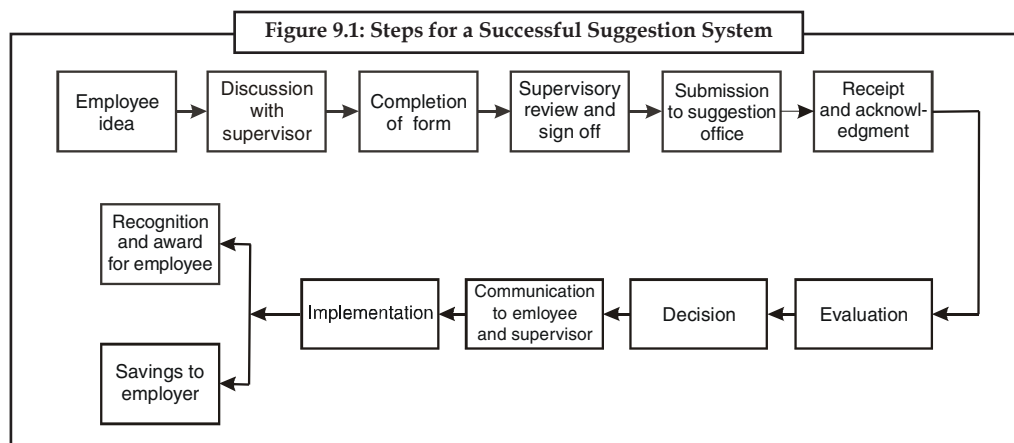 Figure 9.1: Steps for a Successful Suggestion System
Employee
idea
Discussion
with
supervisor
Completion
of form
Supervisory
review and
sign off
Submission
to suggestion
office
Receipt
and acknowl-
edgment
Evaluation
Decision
Communication
to emloyee
and supervisor
Implementation
Recognition
and award
for employee
Savings to
employer